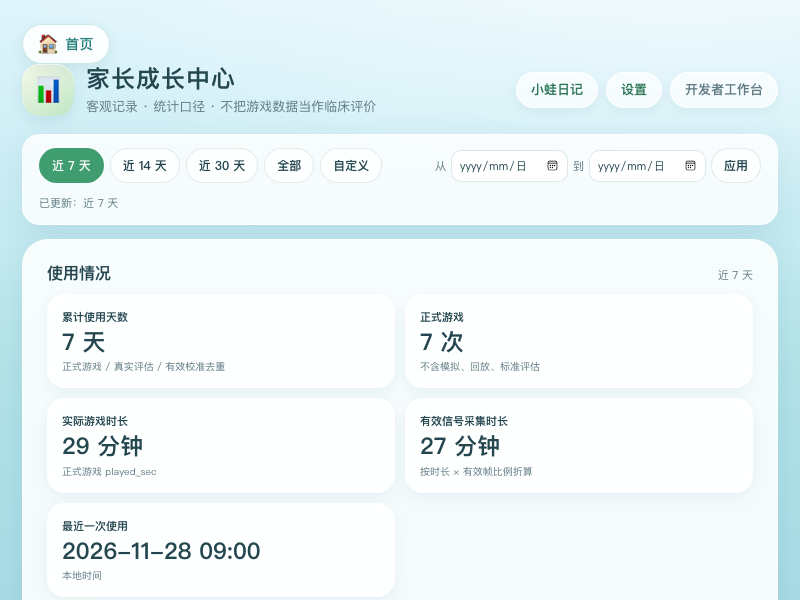 首页
家长成长中心
客观记录 · 统计口径 · 不把游戏数据当作临床评价
小蛙日记 设置 开发者工作台
近 7 天 近 14 天 近 30 天 全部 自定义 从 yyyy/mm/日 到 yyyy/mm/日 应用
已更新：近 7 天
使用情况 近 7 天
累计使用天数
7 天
正式游戏 / 真实评估 / 有效校准去重
正式游戏
7 次
不含模拟、回放、标准评估
实际游戏时长
29 分钟
正式游戏 played_sec
有效信号采集时长
27 分钟
按时长 × 有效帧比例折算
最近一次使用
2026-11-28 09:00
本地时间